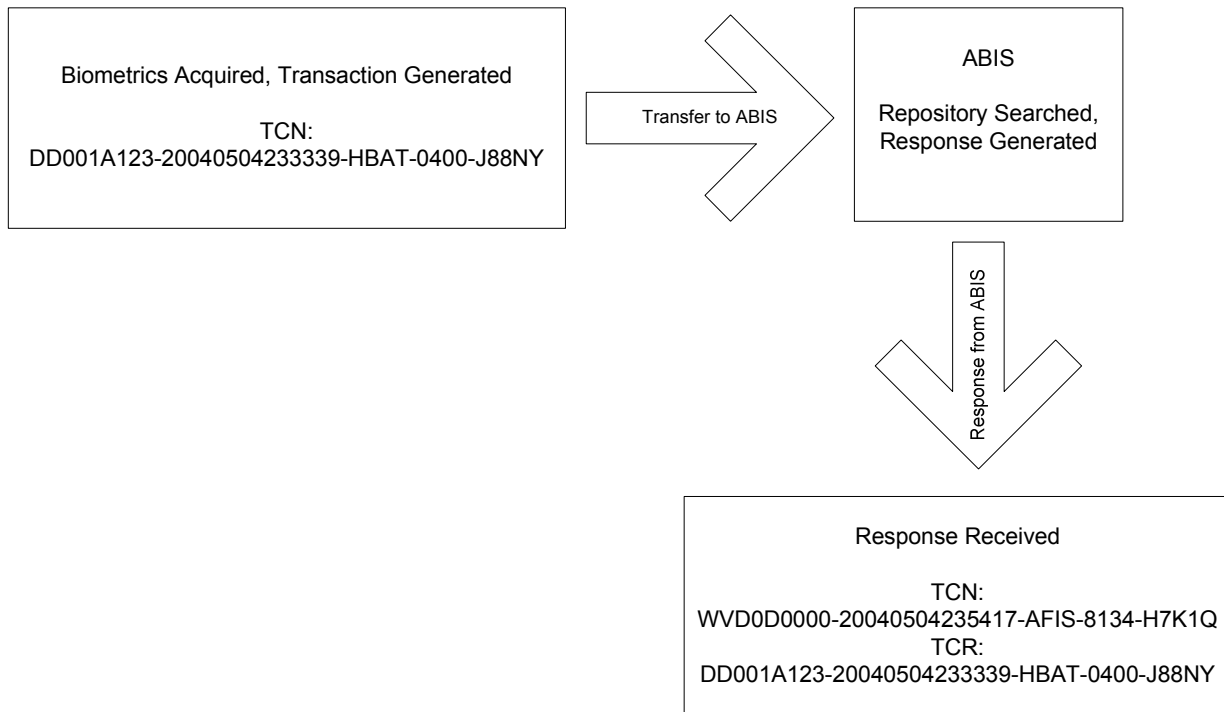 Biometrics Acquired, Transaction Generated
TCN:
DD001A123-20040504233339-HBAT-0400-J88NY
Transfer to ABIS
ABIS
Repository Searched,
Response Generated
Response from ABIS
Response Received
TCN:
WVD0D0000-20040504235417-AFIS-8134-H7K1Q
TCR:
DD001A123-20040504233339-HBAT-0400-J88NY